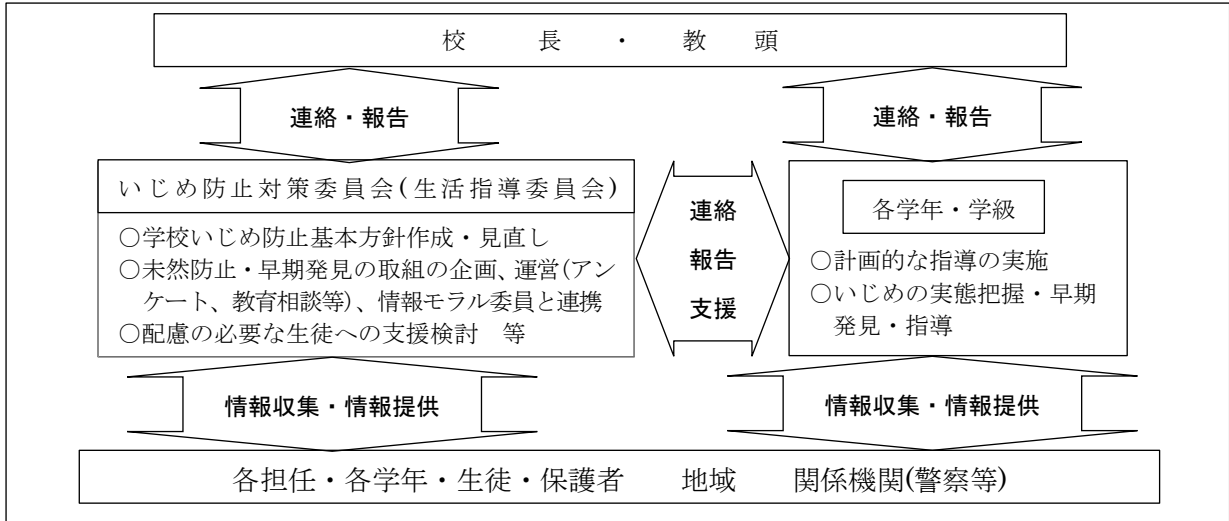 校　長　・　教　頭
連絡・報告
連絡・報告
いじめ防止対策委員会(生活指導委員会)
○学校いじめ防止基本方針作成・見直し
○未然防止・早期発見の取組の企画、運営(アン
ケート、教育相談等)、情報モラル委員と連携
○配慮の必要な生徒への支援検討　等
連絡
報告
支援
各学年・学級
○計画的な指導の実施
○いじめの実態把握・早期
発見・指導
情報収集・情報提供
情報収集・情報提供
各担任・各学年・生徒・保護者　　地域　　関係機関(警察等)